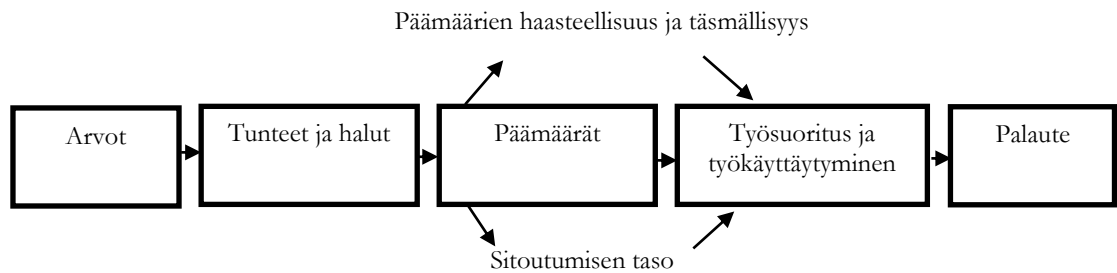 Päämäärien haasteellisuus ja täsmällisyys
Arvot
Tunteet ja halut
Päämäärät
Työsuoritus ja
työkäyttäytyminen
Palaute
Sitoutumisen taso